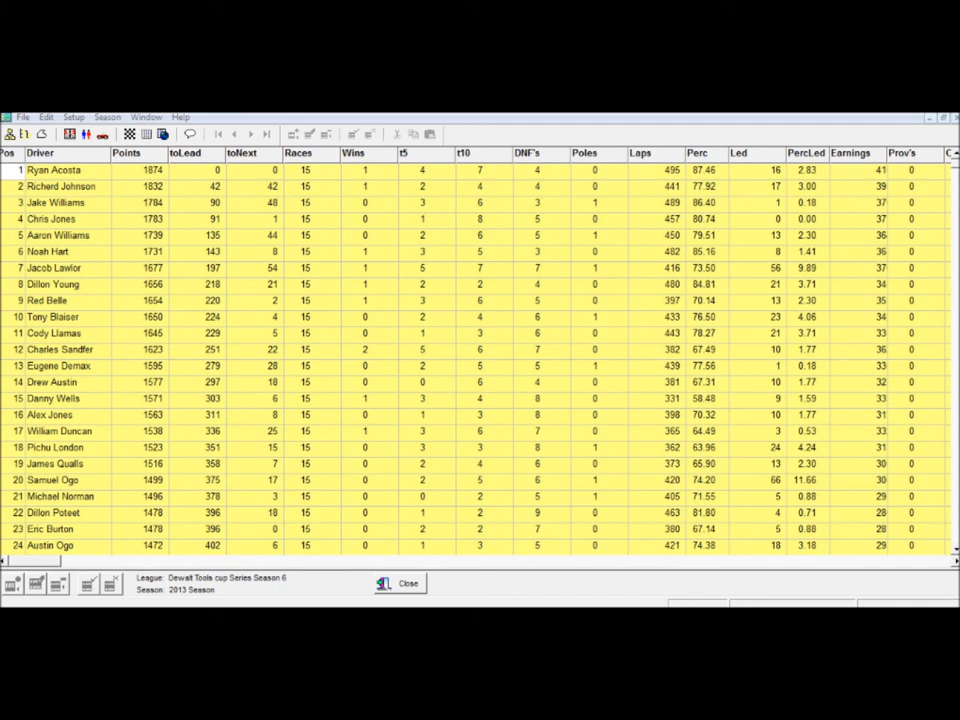 File Edit Setup Season Window Help
Pos Driver Points toLead toNext Races Wins t5 t10 DNF's Poles Laps Perc Led PercLed Earnings Prov's
1 Ryan Acosta 1874 0 0 15 1 4 7 4 0 495 87.46 16 2.83 41 0
2 Richard Johnson 1832 42 42 15 1 2 4 4 0 441 77.92 17 3.00 39 0
3 Jake Williams 1784 90 48 15 0 3 6 3 1 489 86.40 1 0.18 37 0
4 Chris Jones 1783 91 1 15 0 1 8 5 0 457 80.74 0 0.00 37 0
5 Aaron Williams 1739 135 44 15 0 2 6 5 1 450 79.51 13 2.30 36 0
6 Noah Hart 1731 143 8 15 1 3 5 3 0 482 85.16 8 1.41 36 0
7 Jacob Lawlor 1677 197 54 15 1 5 7 7 1 416 73.50 56 9.89 37 0
8 Dillon Young 1656 218 21 15 1 2 2 4 0 480 84.81 21 3.71 34 0
9 Red Belle 1654 220 2 15 1 3 6 5 0 397 70.14 13 2.30 35 0
10 Tony Blaiser 1650 224 4 15 0 2 4 6 1 433 76.50 23 4.06 34 0
11 Cody Llamas 1645 229 5 15 0 1 3 6 0 443 78.27 21 3.71 33 0
12 Charles Sandfer 1623 251 22 15 2 5 6 7 0 382 67.49 10 1.77 36 0
13 Eugene Demax 1595 279 28 15 0 2 5 5 1 439 77.56 1 0.18 33 0
14 Drew Austin 1577 297 18 15 0 0 6 4 0 381 67.31 10 1.77 32 0
15 Danny Wells 1571 303 6 15 1 3 4 8 0 331 58.48 9 1.59 33 0
16 Alex Jones 1563 311 8 15 0 1 3 8 0 398 70.32 10 1.77 31 0
17 William Duncan 1538 336 25 15 1 3 6 7 0 365 64.49 3 0.53 33 0
18 Pichu London 1523 351 15 15 0 3 3 8 1 362 63.96 24 4.24 31 0
19 James Qualls 1516 358 7 15 0 2 4 6 0 373 65.90 13 2.30 30 0
20 Samuel Ogo 1499 375 17 15 0 2 5 6 1 420 74.20 66 11.66 30 0
21 Michael Norman 1496 378 3 15 0 0 2 5 1 405 71.55 5 0.88 29 0
22 Dillon Poteet 1478 396 18 15 0 1 2 9 0 463 81.80 4 0.71 28 0
23 Eric Burton 1478 396 0 15 0 2 2 7 0 380 67.14 5 0.88 28 0
24 Austin Ogo 1472 402 6 15 0 1 3 5 0 421 74.38 18 3.18 29 0
League: Dewalt Tools cup Series Season 6
Season: 2013 Season
Close